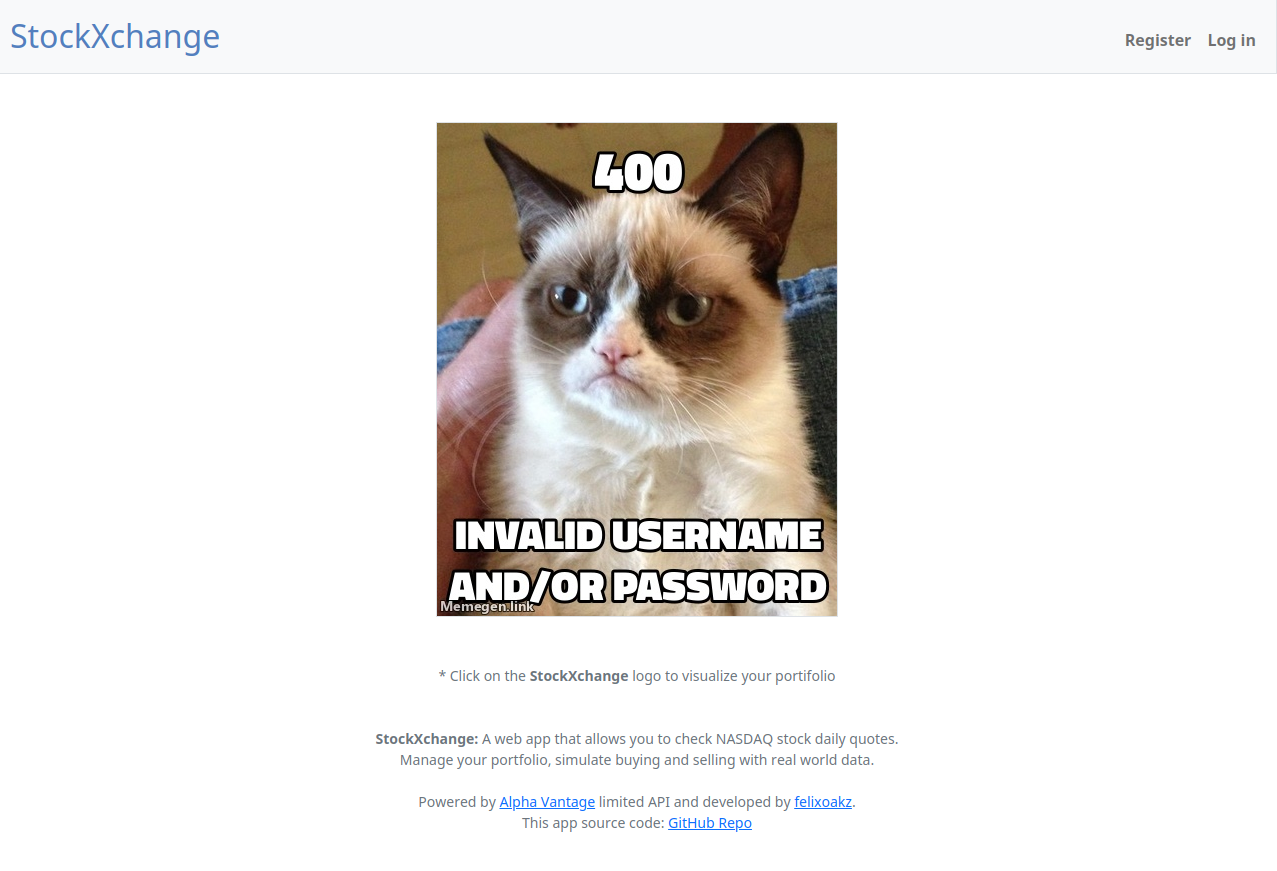 StockXchange
Register Log in
400
INVALID USERNAME
AND/OR PASSWORD
Memegen.link
* Click on the StockXchange logo to visualize your portifolio
StockXchange: A web app that allows you to check NASDAQ stock daily quotes.
Manage your portfolio, simulate buying and selling with real world data.
Powered by Alpha Vantage limited API and developed by felixoakz.
This app source code: GitHub Repo